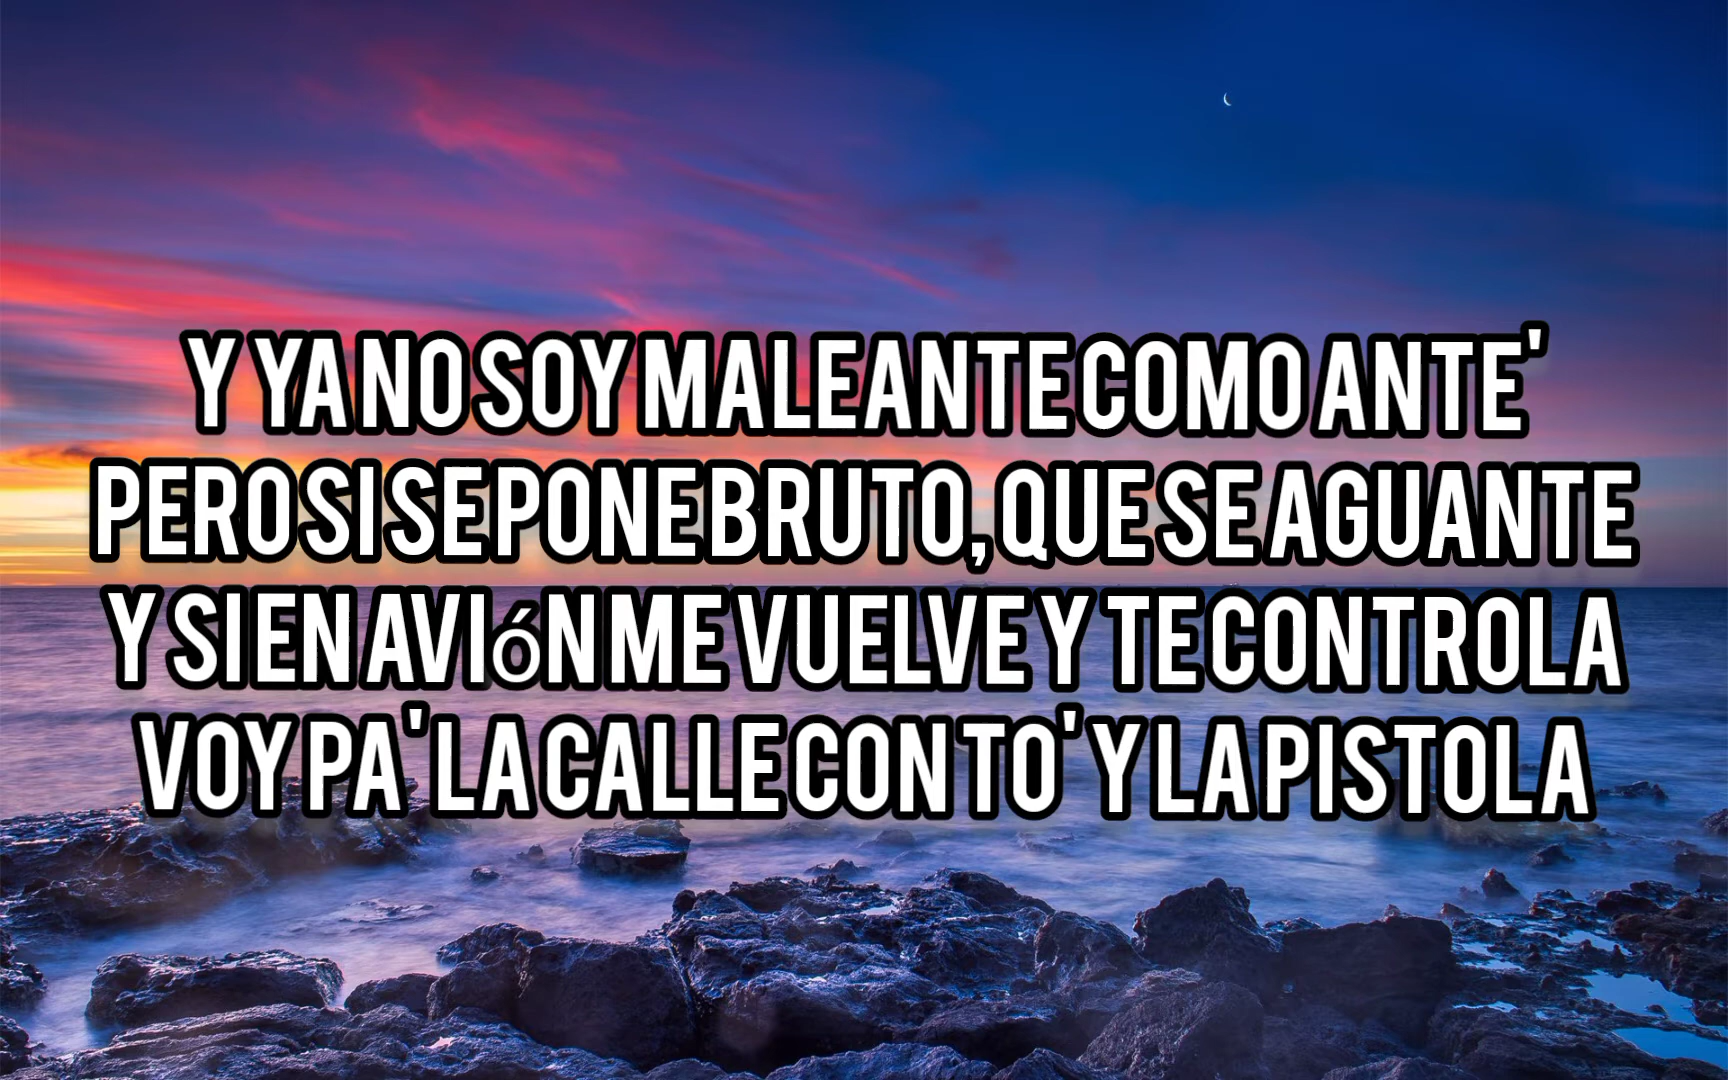 Y YA NO SOY MALEANTE COMO ANTE'
PERO SI SE PONE BRUTO, QUE SE AGUANTE
Y SI EN AVIóN ME VUELVE Y TE CONTROLA
VOY PA' LA CALLE CON TO' Y LA PISTOLA